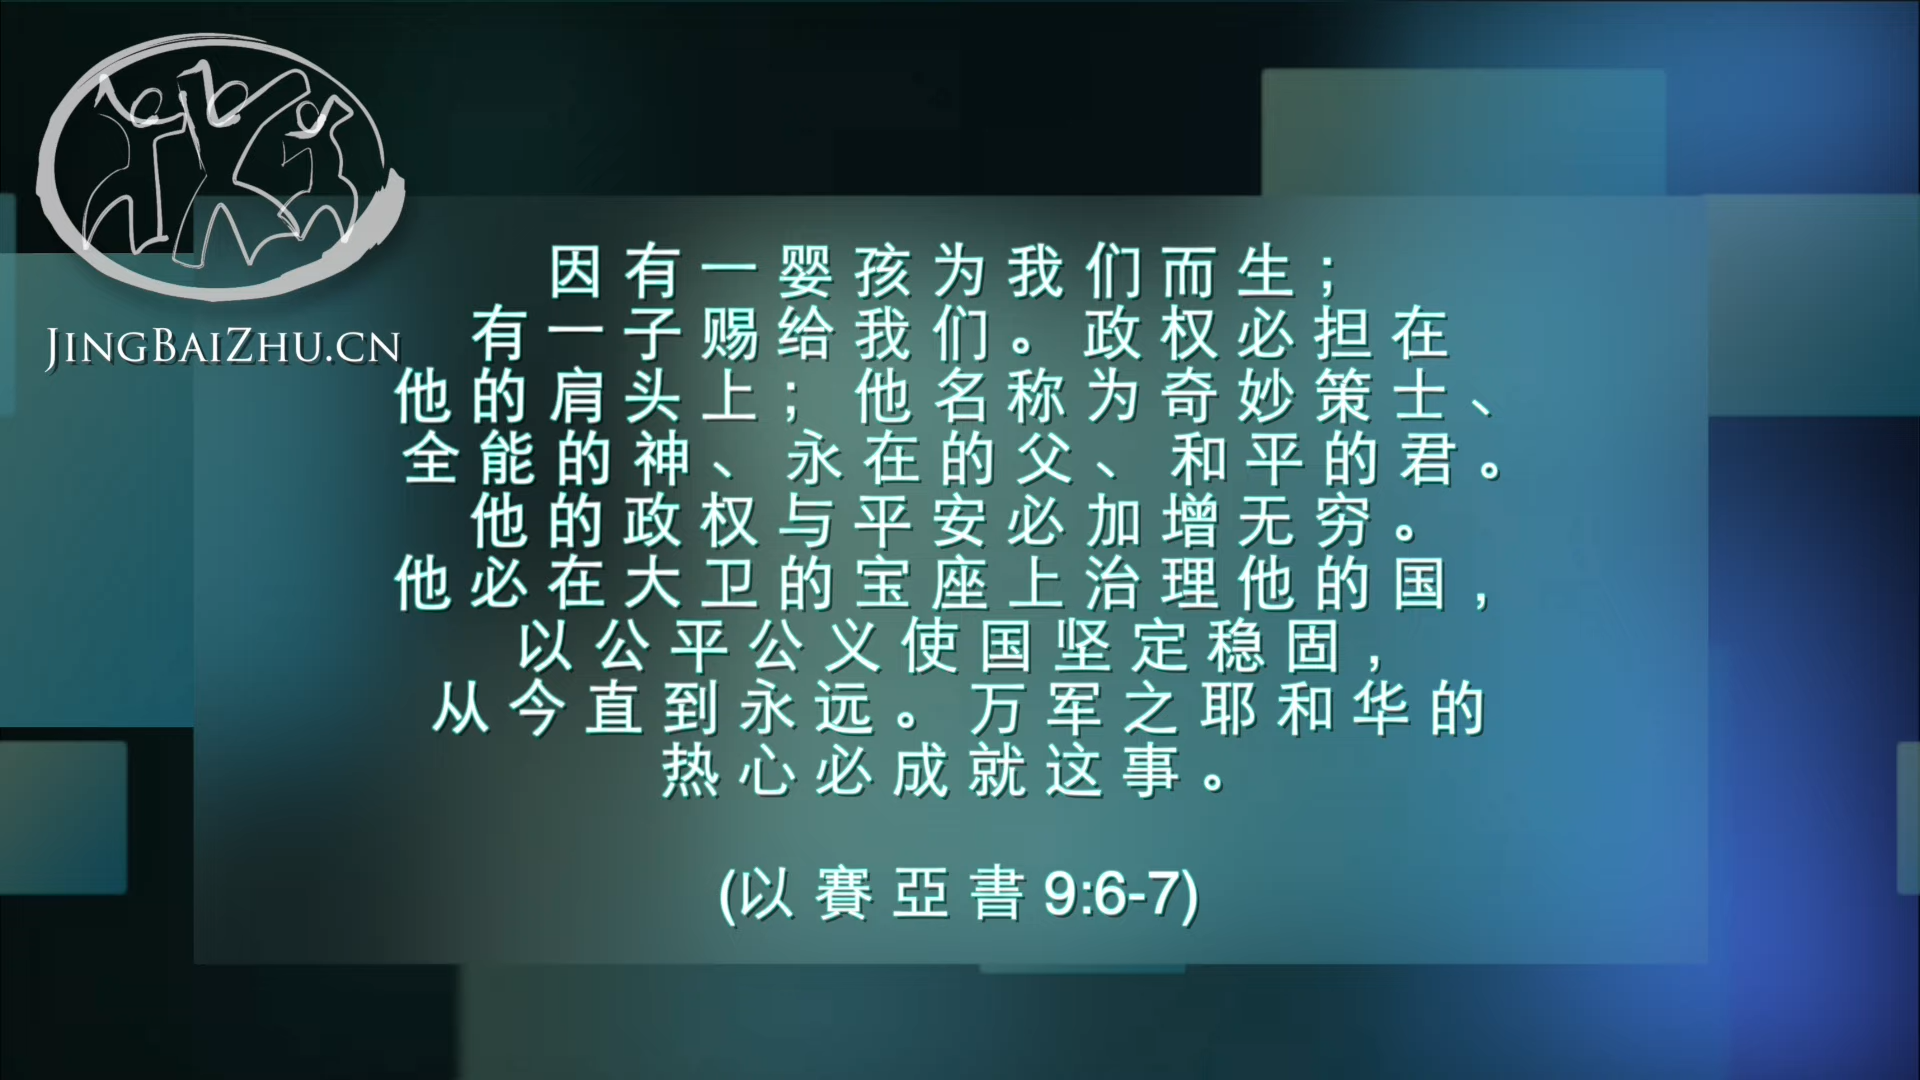 JingBaiZhu.cn
因有一婴孩为我们而生；
有一子赐给我们。政权必担在
他的肩头上；他名称为奇妙策士、
全能的神、永在的父、和平的君。
他的政权与平安必加增无穷。
他必在大卫的宝座上治理他的国，
以公平公义使国坚定稳固，
从今直到永远。万军之耶和华的
热心必成就这事。
(以賽亞書9:6-7)